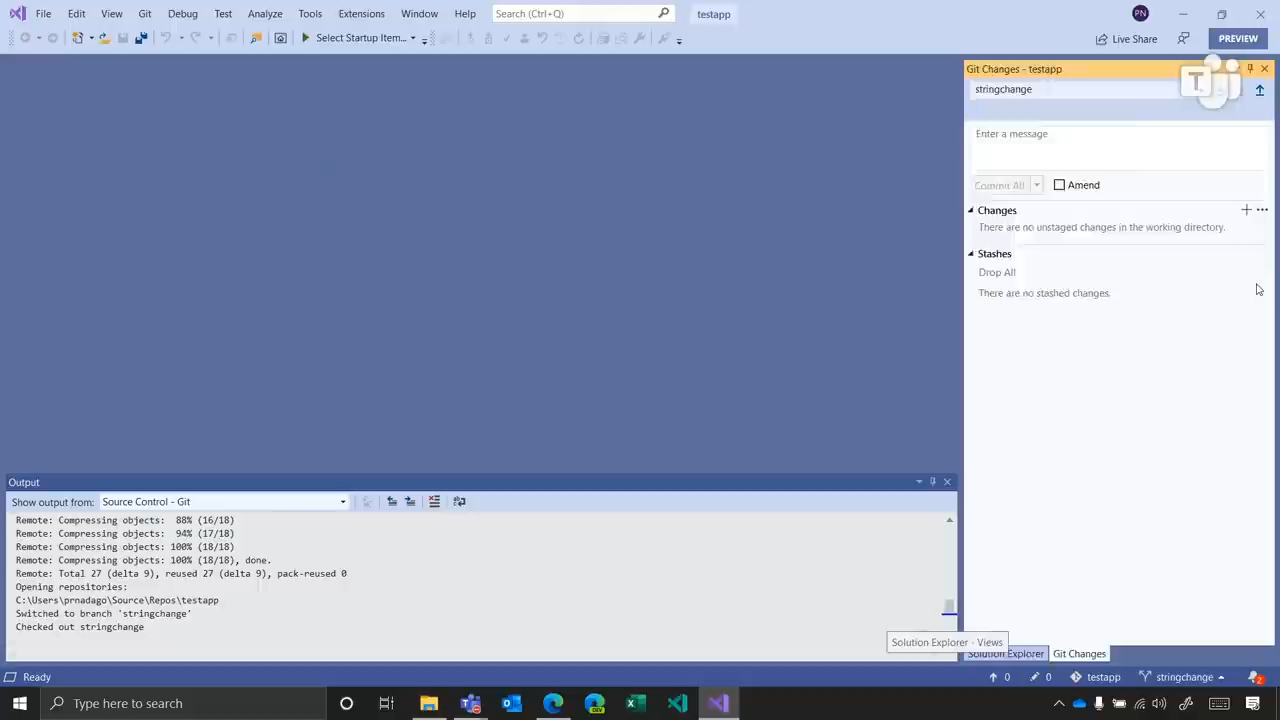 File Edit View Git Debug Test Analyze Tools Extensions Window Help Search (Ctrl+Q) testapp PN
Select Startup Item... Live Share PREVIEW
Git Changes - testapp
T
stringchange
Enter a message
Commit All Amend
Changes
There are no unstaged changes in the working directory.
Stashes
Drop All
There are no stashed changes.
Output
Show output from: Source Control - Git
Remote: Compressing objects: 88% (16/18)
Remote: Compressing objects: 94% (17/18)
Remote: Compressing objects: 100% (18/18)
Remote: Compressing objects: 100% (18/18), done.
Remote: Total 27 (delta 9), reused 27 (delta 9), pack-reused 0
Opening repositories:
C:\Users\prnadago\Source\Repos\testapp
Switched to branch 'stringchange'
Checked out stringchange
Solution Explorer - Views
Solution Explorer Git Changes
Ready 0 0 testapp stringchange 2
Type here to search DEV